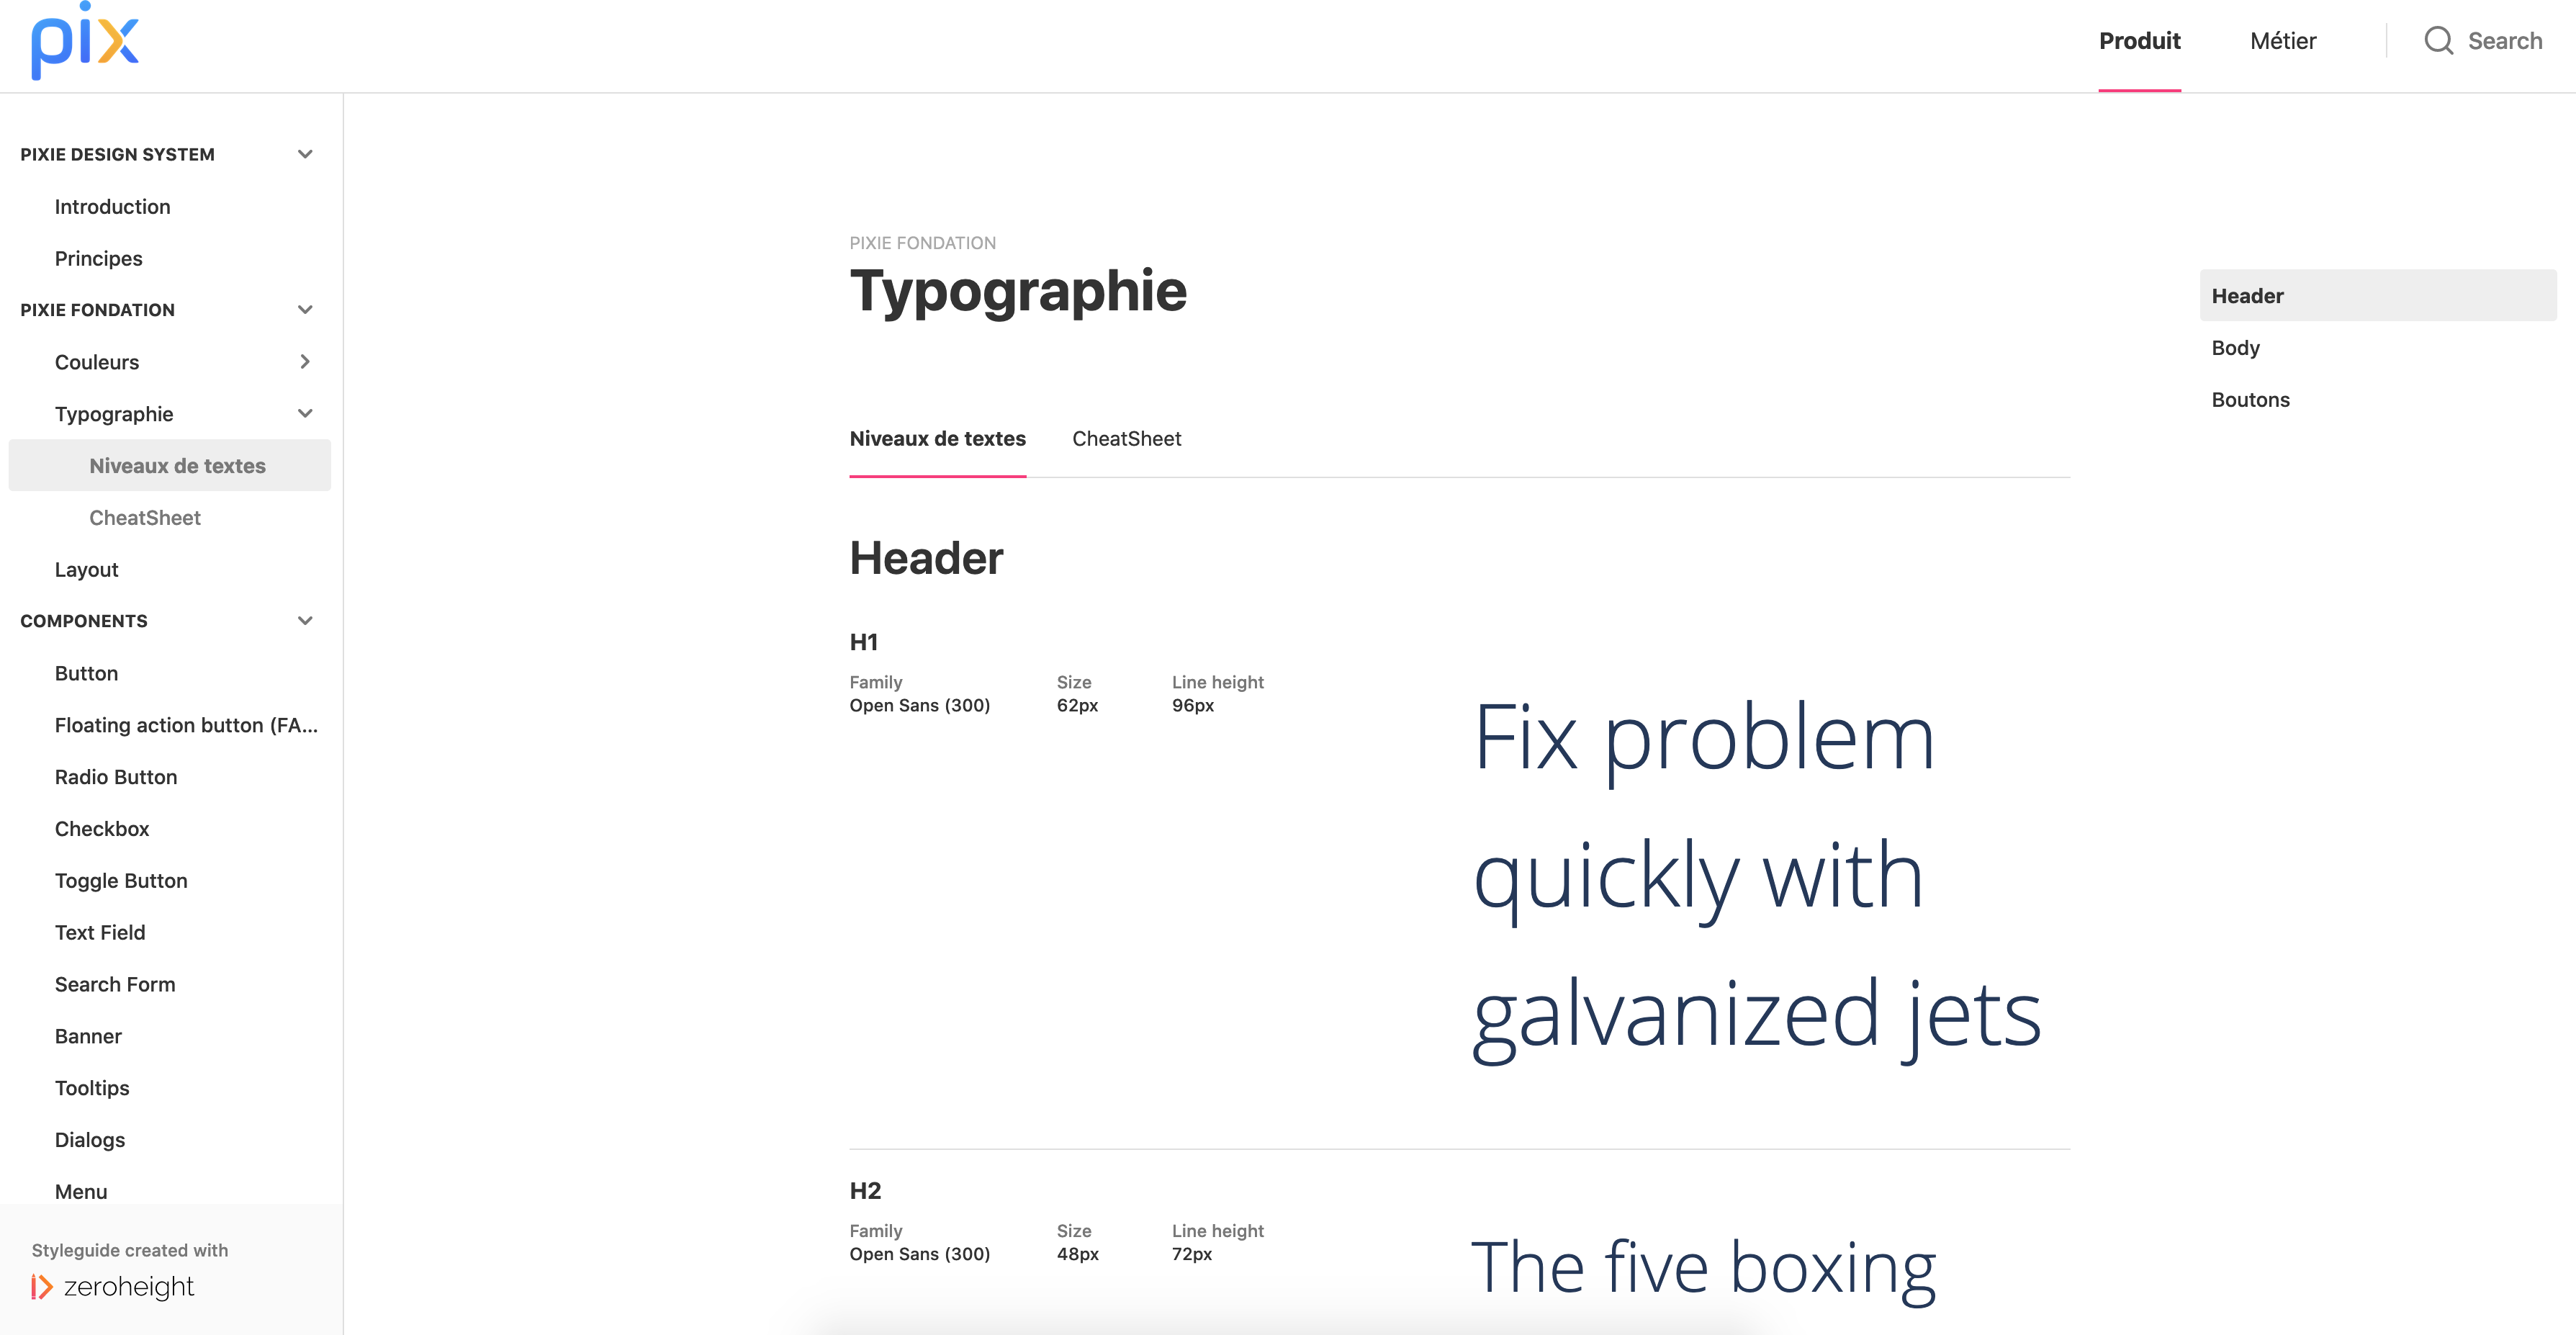 pix
Produit
Métier
Search
PIXIE DESIGN SYSTEM
Introduction
Principes
PIXIE FONDATION
Couleurs
Typographie
Niveaux de textes
CheatSheet
Layout
COMPONENTS
Button
Floating action button (FA...
Radio Button
Checkbox
Toggle Button
Text Field
Search Form
Banner
Tooltips
Dialogs
Menu
Styleguide created with
zeroheight
PIXIE FONDATION
Typographie
Niveaux de textes
CheatSheet
Header
H1
Family
Open Sans (300)
Size
62px
Line height
96px
Fix problem
quickly with
galvanized jets
H2
Family
Open Sans (300)
Size
48px
Line height
72px
The five boxing
Header
Body
Boutons